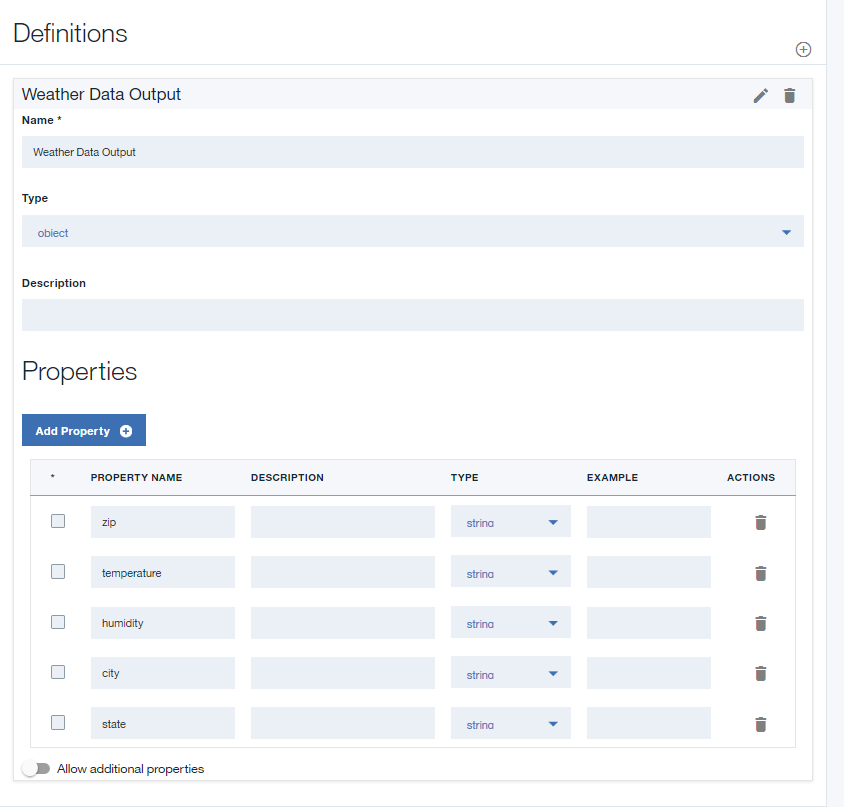 Definitions
Weather Data Output
Name *
Weather Data Output
Type
object
Description
Properties
Add Property
* PROPERTY NAME DESCRIPTION TYPE EXAMPLE ACTIONS
zip string
temperature string
humidity string
city string
state string
Allow additional properties